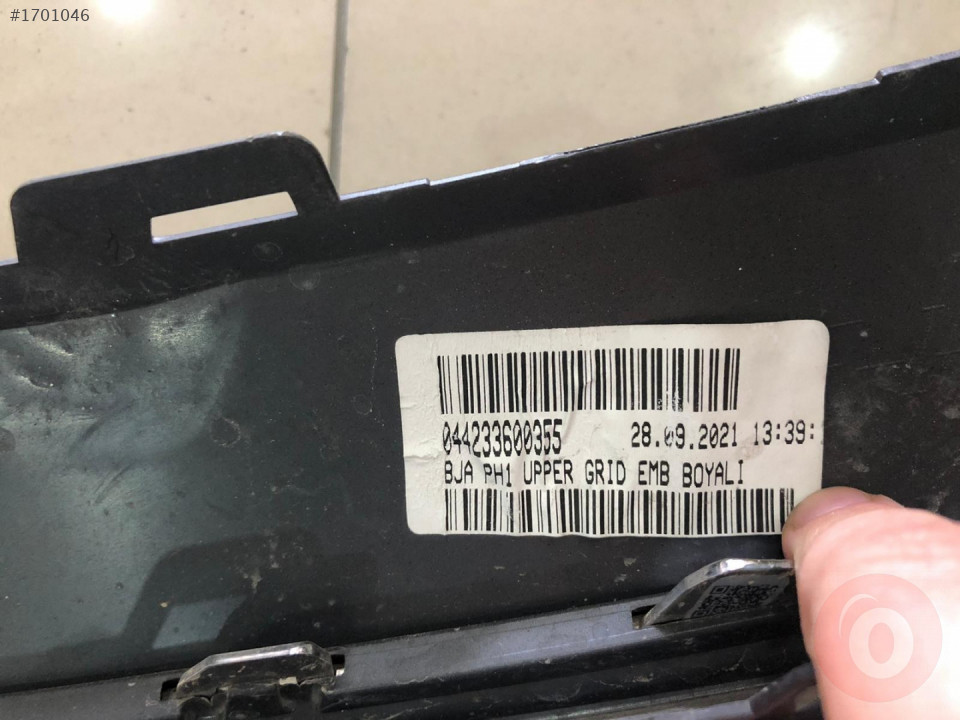 #1701046
044233600355 28.09.2021 13:39:
BJA PH1 UPPER GRID EMB BOYALI